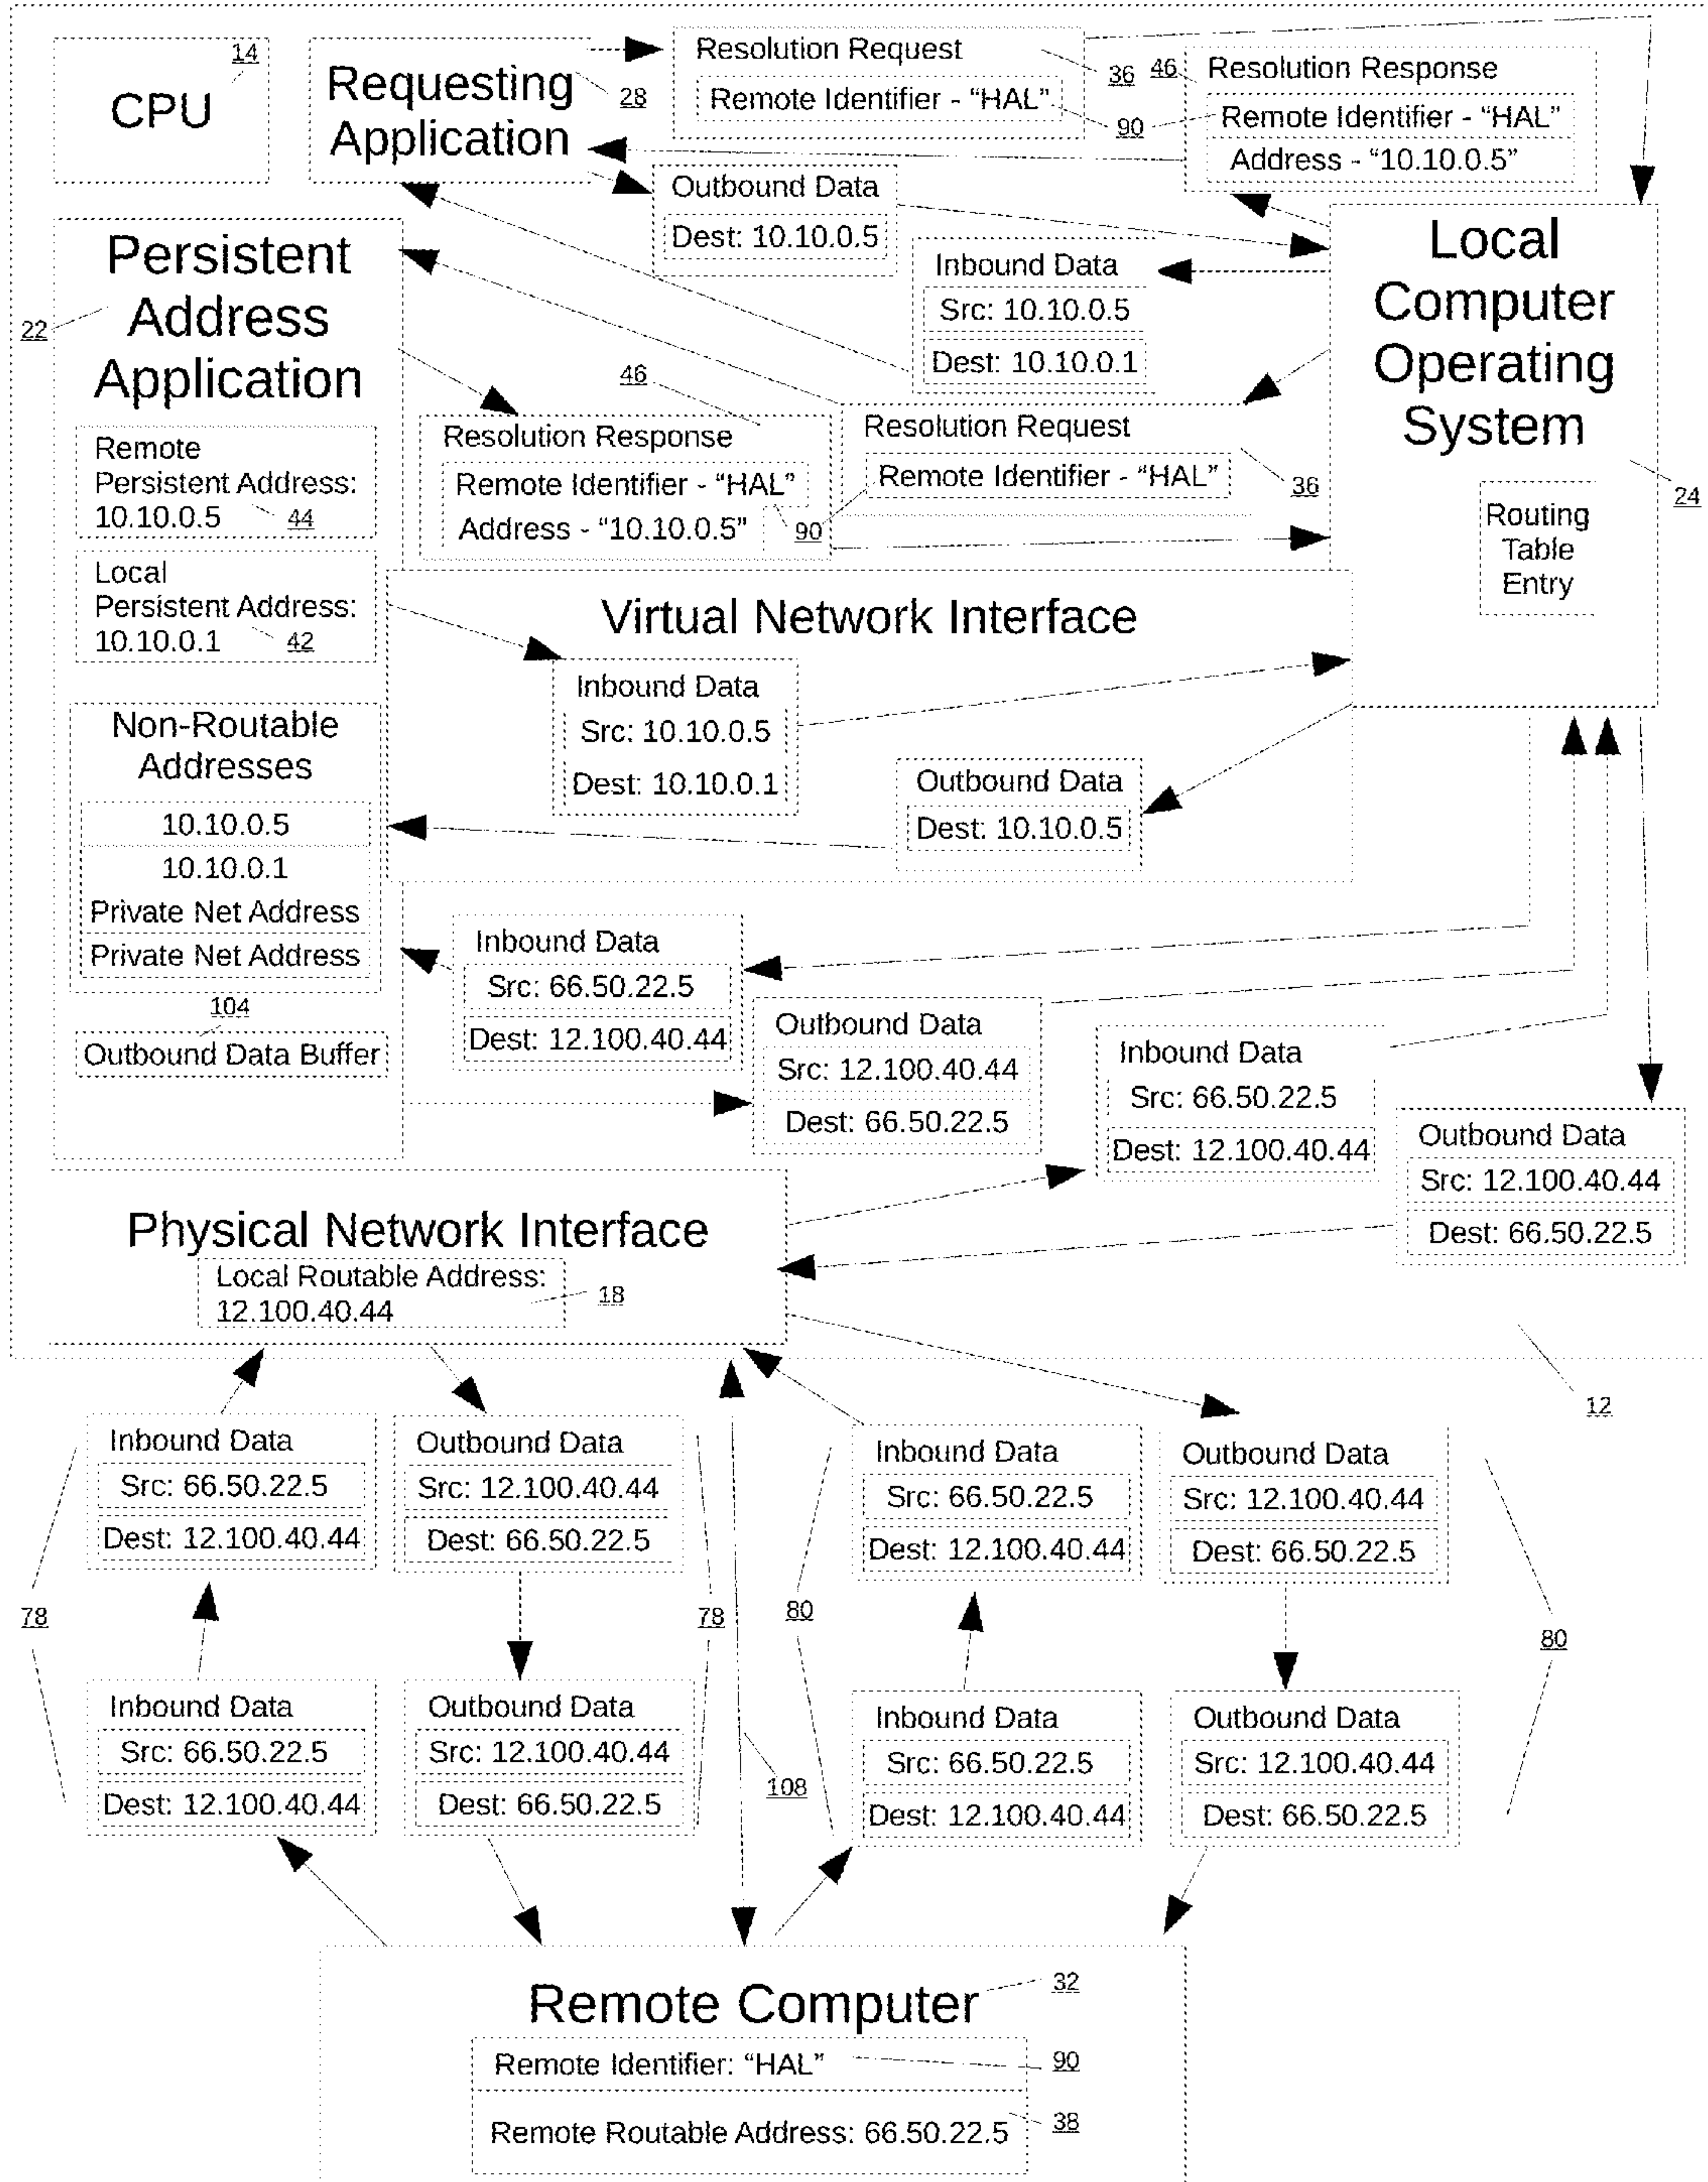 CPU
14
Requesting
Application
28
Resolution Request
Remote Identifier - “HAL”
36
90
46
Resolution Response
Remote Identifier - “HAL”
Address - “10.10.0.5”
Outbound Data
Dest: 10.10.0.5
Inbound Data
Src: 10.10.0.5
Dest: 10.10.0.1
Local
Computer
Operating
System
24
Routing
Table
Entry
Persistent
Address
Application
22
Remote
Persistent Address:
10.10.0.5
44
Local
Persistent Address:
10.10.0.1
42
Non-Routable
Addresses
10.10.0.5
10.10.0.1
Private Net Address
Private Net Address
104
Outbound Data Buffer
46
Resolution Response
Remote Identifier - “HAL”
Address - “10.10.0.5”
90
Resolution Request
Remote Identifier - “HAL”
36
Virtual Network Interface
Inbound Data
Src: 10.10.0.5
Dest: 10.10.0.1
Outbound Data
Dest: 10.10.0.5
Inbound Data
Src: 66.50.22.5
Dest: 12.100.40.44
Outbound Data
Src: 12.100.40.44
Dest: 66.50.22.5
Inbound Data
Src: 66.50.22.5
Dest: 12.100.40.44
Outbound Data
Src: 12.100.40.44
Dest: 66.50.22.5
Physical Network Interface
Local Routable Address:
12.100.40.44
18
12
Inbound Data
Src: 66.50.22.5
Dest: 12.100.40.44
Outbound Data
Src: 12.100.40.44
Dest: 66.50.22.5
Inbound Data
Src: 66.50.22.5
Dest: 12.100.40.44
Outbound Data
Src: 12.100.40.44
Dest: 66.50.22.5
78
78
80
80
Inbound Data
Src: 66.50.22.5
Dest: 12.100.40.44
Outbound Data
Src: 12.100.40.44
Dest: 66.50.22.5
108
Inbound Data
Src: 66.50.22.5
Dest: 12.100.40.44
Outbound Data
Src: 12.100.40.44
Dest: 66.50.22.5
Remote Computer
32
Remote Identifier: “HAL”
90
Remote Routable Address: 66.50.22.5
38